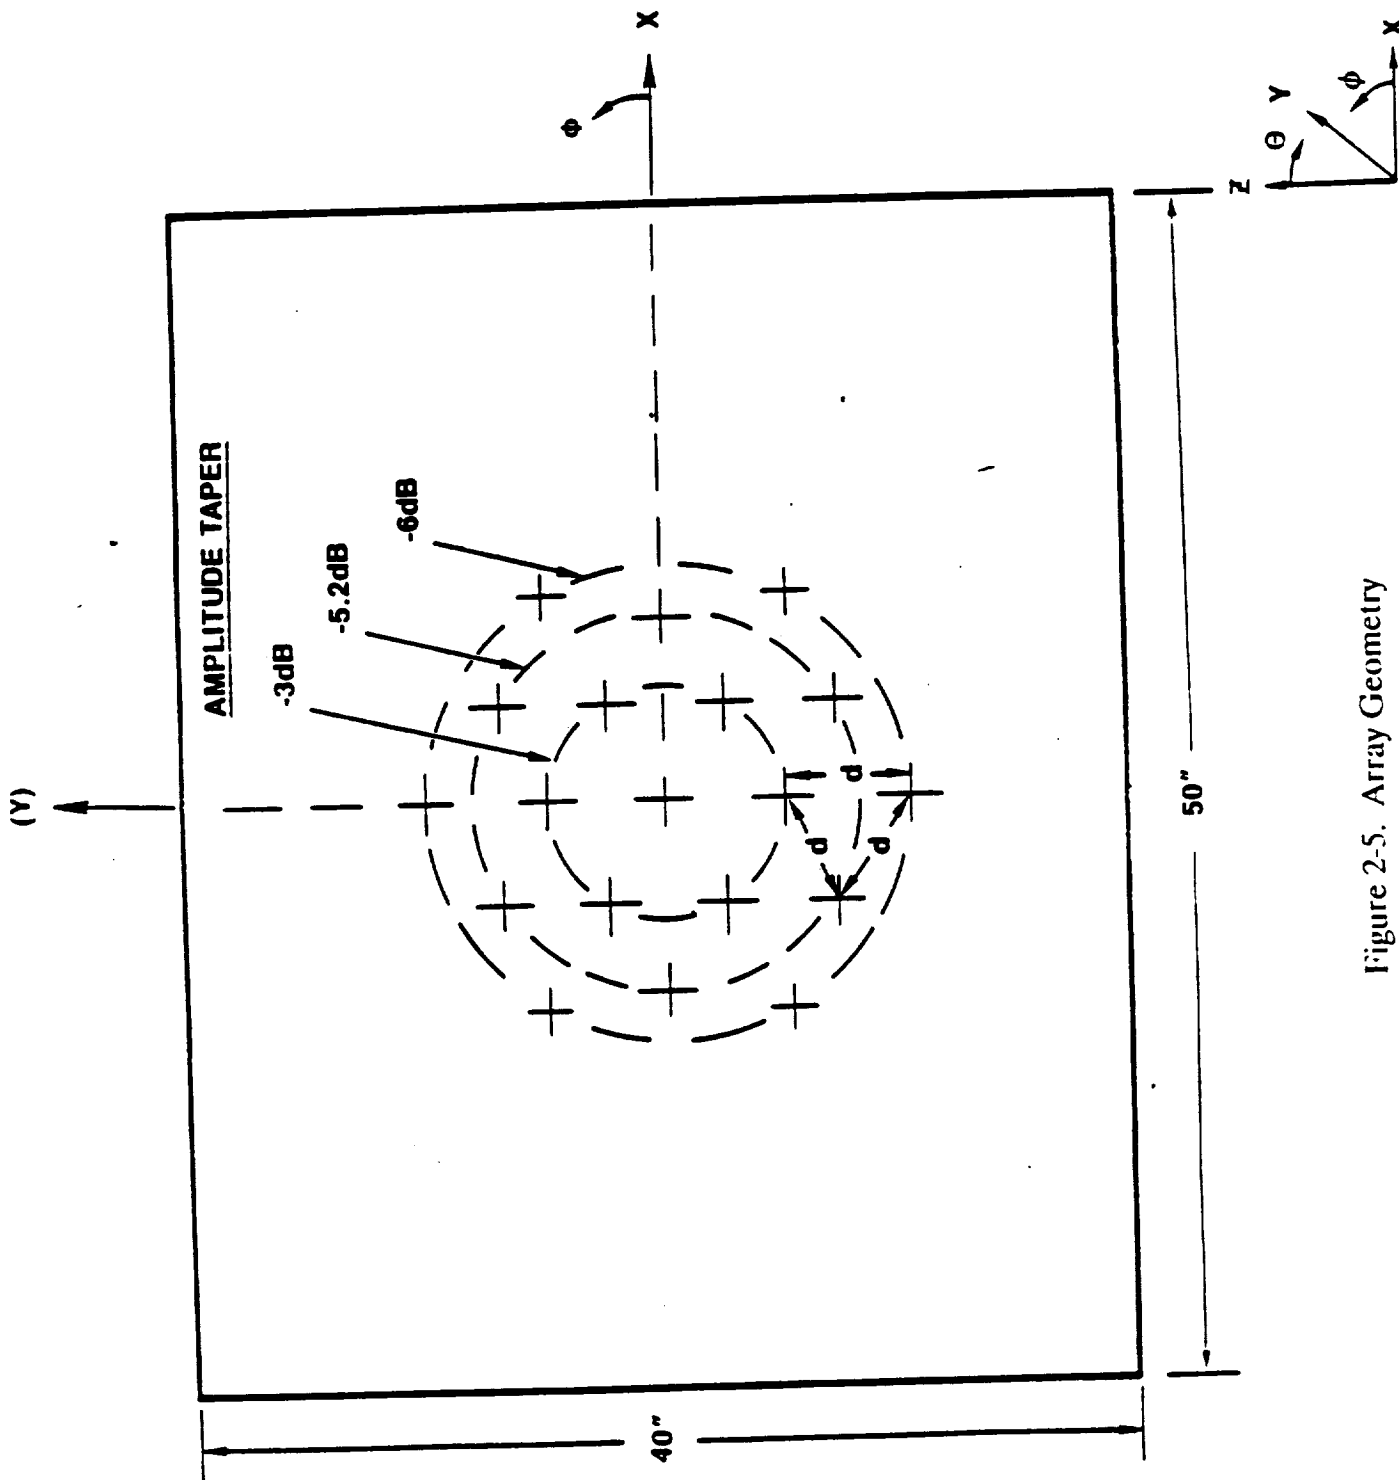 (Y)
X
ϕ
AMPLITUDE TAPER
-3dB
-5.2dB
-6dB
d
d
d
40"
50"
Z
θ
Y
ϕ
X
Figure 2-5. Array Geometry